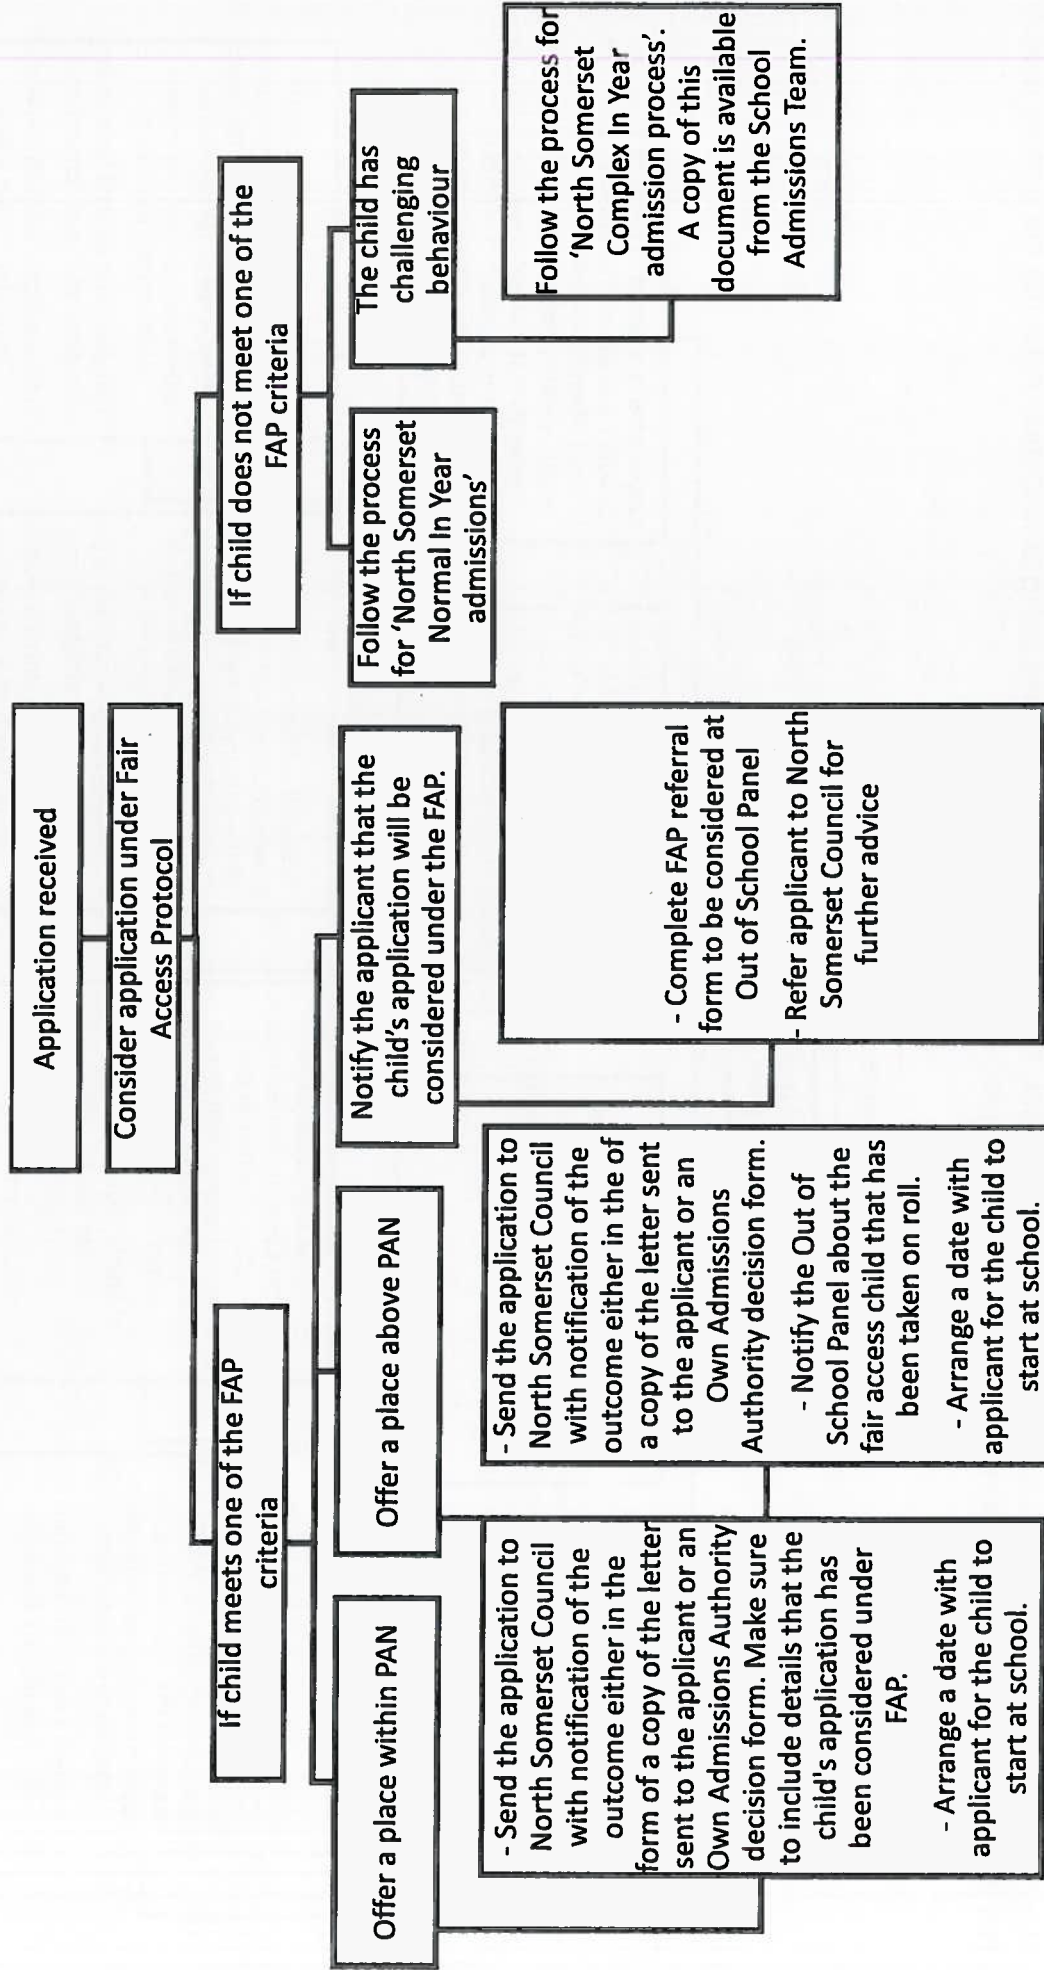 Application received
Consider application under Fair
Access Protocol
If child meets one of the FAP
criteria
If child does not meet one of the
FAP criteria
Offer a place within PAN
- Send the application to
North Somerset Council
with notification of the
outcome either in the
form of a copy of the letter
sent to the applicant or an
Own Admissions Authority
decision form. Make sure
to include details that the
child's application has
been considered under
FAP.
- Arrange a date with
applicant for the child to
start at school.
Offer a place above PAN
- Send the application to
North Somerset Council
with notification of the
outcome either in the of
a copy of the letter sent
to the applicant or an
Own Admissions
Authority decision form.
- Notify the Out of
School Panel about the
fair access child that has
been taken on roll.
- Arrange a date with
applicant for the child to
start at school.
Notify the applicant that the
child's application will be
considered under the FAP.
- Complete FAP referral
form to be considered at
Out of School Panel
- Refer applicant to North
Somerset Council for
further advice
Follow the process
for 'North Somerset
Normal In Year
admissions'
The child has
challenging
behaviour
Follow the process for
'North Somerset
Complex In Year
admission process'.
A copy of this
document is available
from the School
Admissions Team.